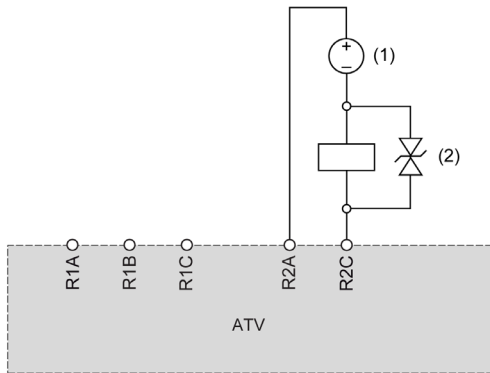 +
(1)
−
(2)
R1A
R1B
R1C
R2A
R2C
ATV